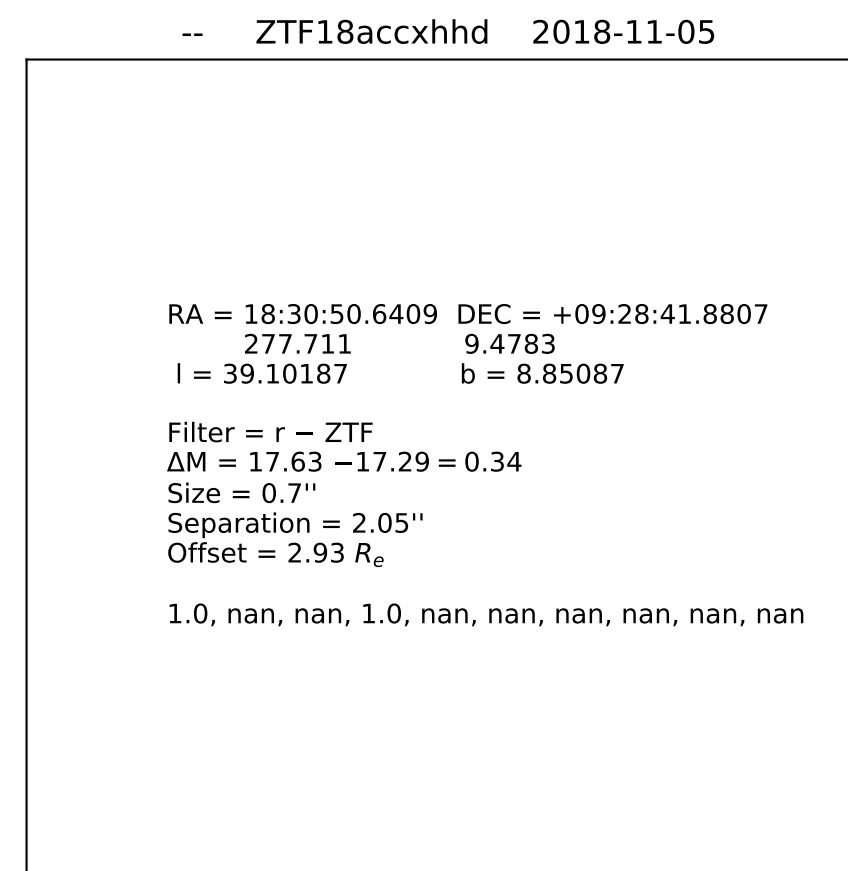 -- ZTF18accxhhd 2018-11-05
RA = 18:30:50.6409 DEC = +09:28:41.8807
277.711 9.4783
l = 39.10187 b = 8.85087
Filter = r − ZTF
ΔM = 17.63 −17.29 = 0.34
Size = 0.7''
Separation = 2.05''
Offset = 2.93 Rₑ
1.0, nan, nan, 1.0, nan, nan, nan, nan, nan, nan